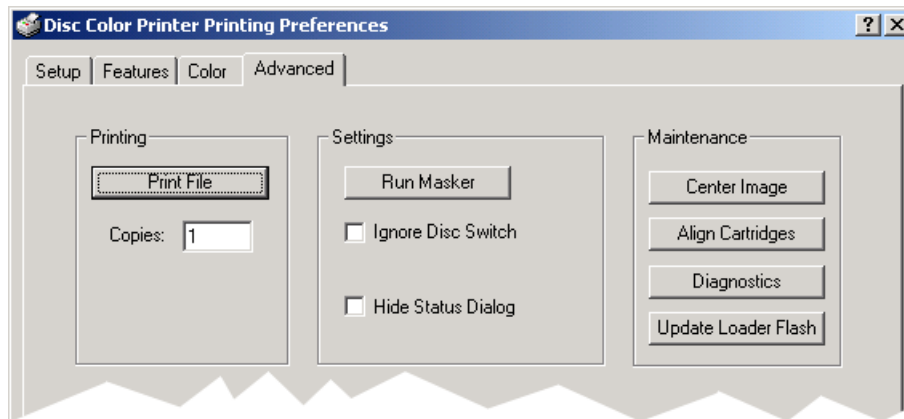 Disc Color Printer Printing Preferences
Setup Features Color Advanced
Printing
Print File
Copies: 1
Settings
Run Masker
Ignore Disc Switch
Hide Status Dialog
Maintenance
Center Image
Align Cartridges
Diagnostics
Update Loader Flash